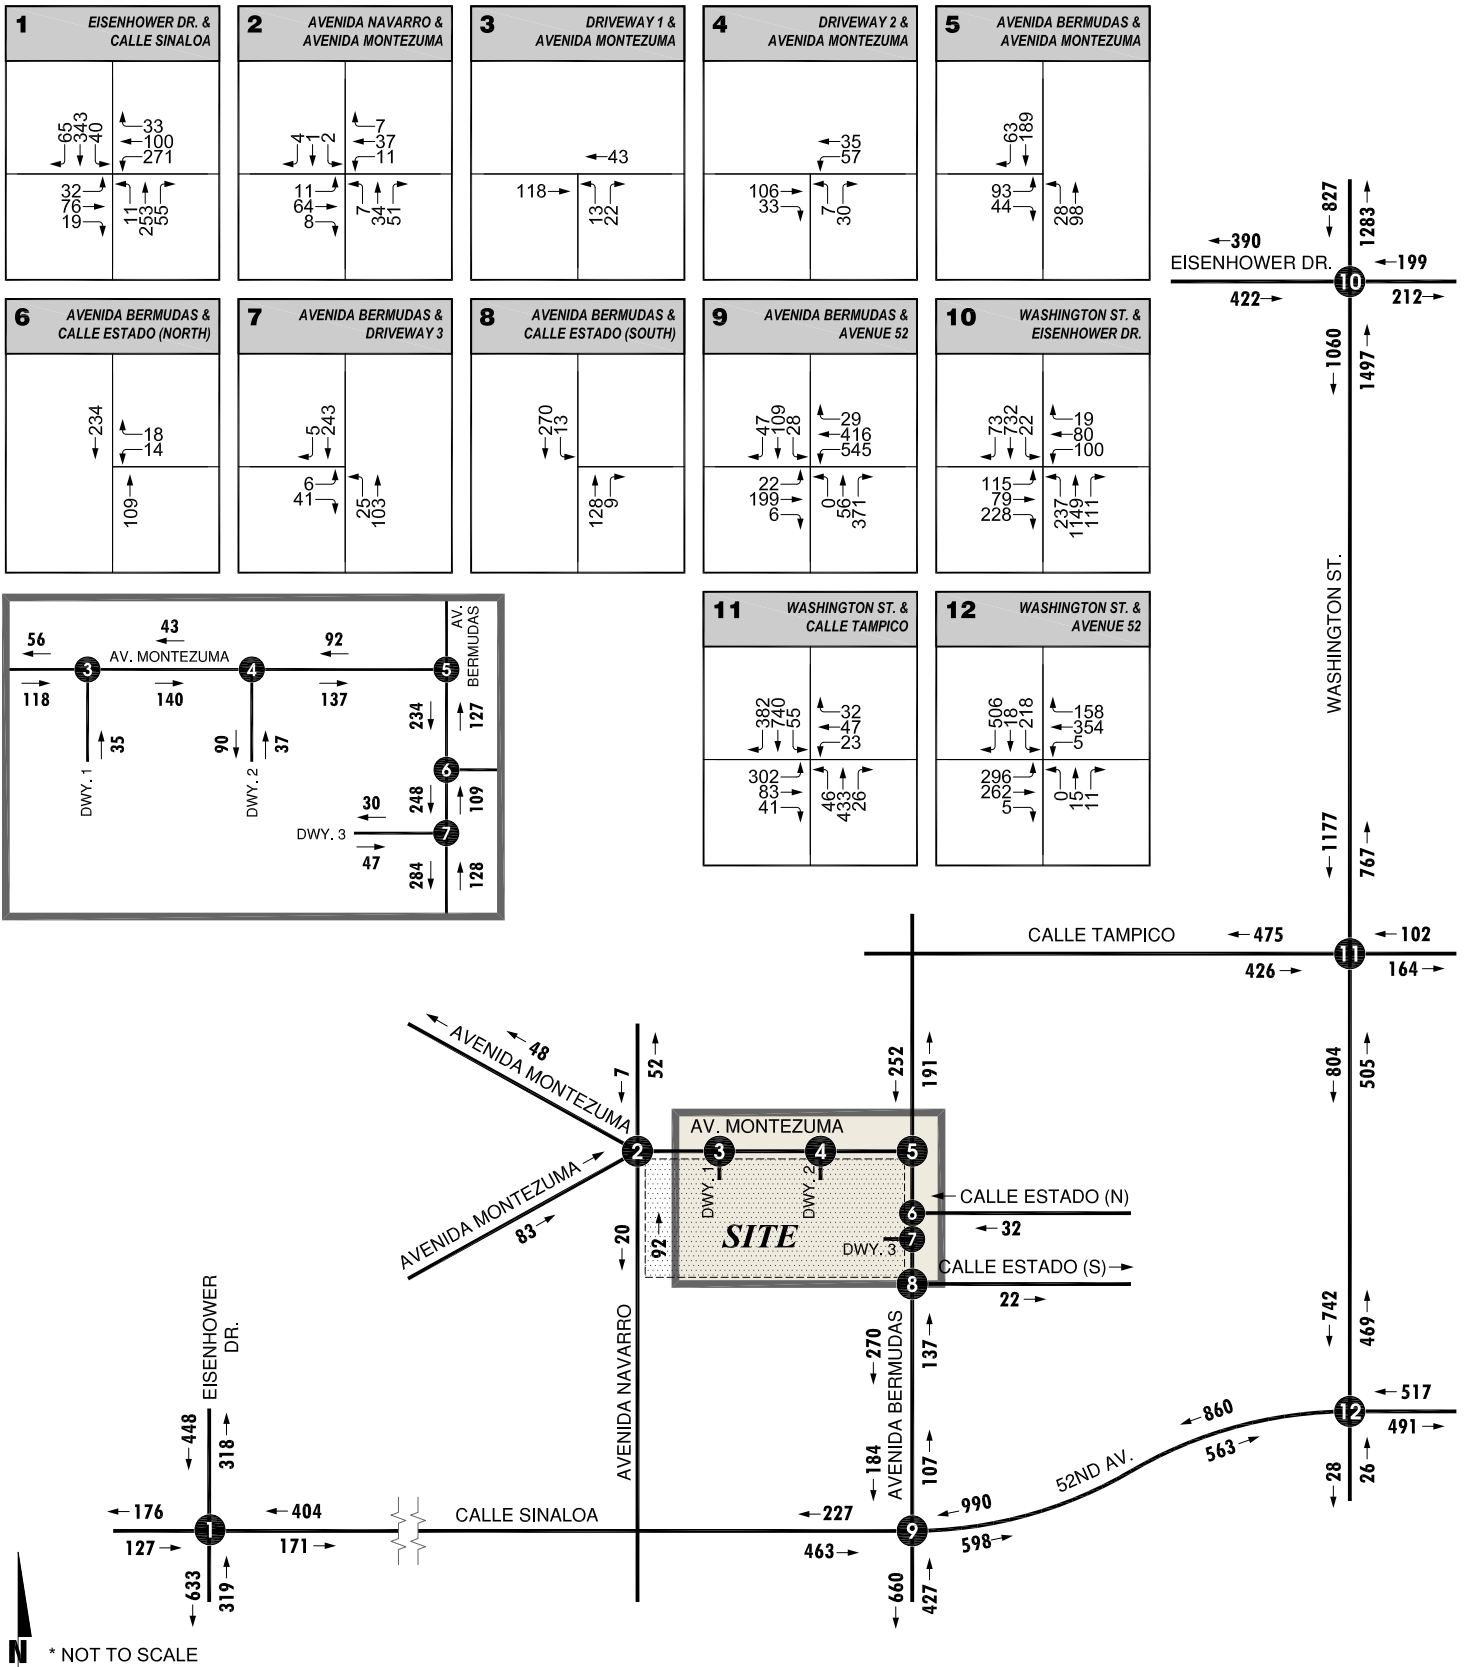 1 EISENHOWER DR. &
CALLE SINALOA
65 343 40
33
100
271
32
76
19
11 253 55
2 AVENIDA NAVARRO &
AVENIDA MONTEZUMA
4 1 2
7
37
11
11
64
8
7 34 51
3 DRIVEWAY 1 &
AVENIDA MONTEZUMA
43
118
13 22
4 DRIVEWAY 2 &
AVENIDA MONTEZUMA
35
57
106
33
7 30
5 AVENIDA BERMUDAS &
AVENIDA MONTEZUMA
63 189
93
44
28 98
6 AVENIDA BERMUDAS &
CALLE ESTADO (NORTH)
234
18
14
109
7 AVENIDA BERMUDAS &
DRIVEWAY 3
5 243
6
41
25 103
8 AVENIDA BERMUDAS &
CALLE ESTADO (SOUTH)
270 13
128 9
9 AVENIDA BERMUDAS &
AVENUE 52
47 109 28
29
416
545
22
199
6
0 56 371
10 WASHINGTON ST. &
EISENHOWER DR.
73 732 22
19
80
100
115
79
228
237 1149 111
11 WASHINGTON ST. &
CALLE TAMPICO
382 740 55
32
47
23
302
83
41
46 433 26
12 WASHINGTON ST. &
AVENUE 52
506 18 218
158
354
5
296
262
5
0 15 11
56 43 92
AV. MONTEZUMA
AV.
BERMUDAS
3 4 5
118 140 137
35
90 37
234 127
DWY. 1
DWY. 2
6
248 109
30
DWY. 3
7
47
284 128
827 1283
390
EISENHOWER DR.
10
199
422
212
1060 1497
WASHINGTON ST.
1177 767
CALLE TAMPICO
475
11
102
426
164
804 505
AVENIDA MONTEZUMA
48
7 52
252 191
AV. MONTEZUMA
2 3 4 5
AVENIDA MONTEZUMA
83
20 92
DWY. 1
DWY. 2
SITE
6
CALLE ESTADO (N)
32
DWY. 3
7
CALLE ESTADO (S)
8
22
270 137
AVENIDA NAVARRO
AVENIDA BERMUDAS
184 107
742 469
860
563
52ND AV.
12
517
491
28 26
EISENHOWER
DR.
448 318
176
404
CALLE SINALOA
227
990
1
9
127
171
463
598
633 319
660 427
N
* NOT TO SCALE